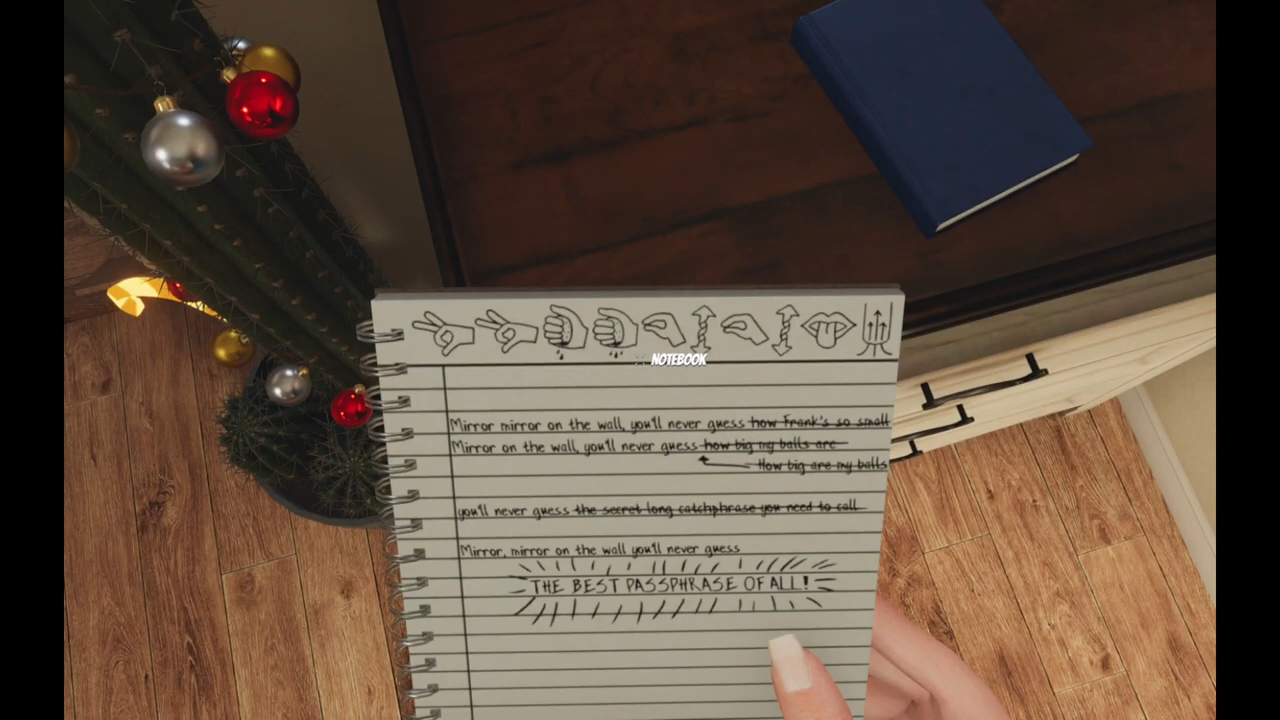 NOTEBOOK
Mirror mirror on the wall, you'll never guess how Frank's so small
Mirror on the wall, you'll never guess how big my balls are
How big are my balls
you'll never guess the secret long catchphrase you need to call
Mirror, mirror on the wall you'll never guess
THE BEST PASSPHRASE OF ALL!